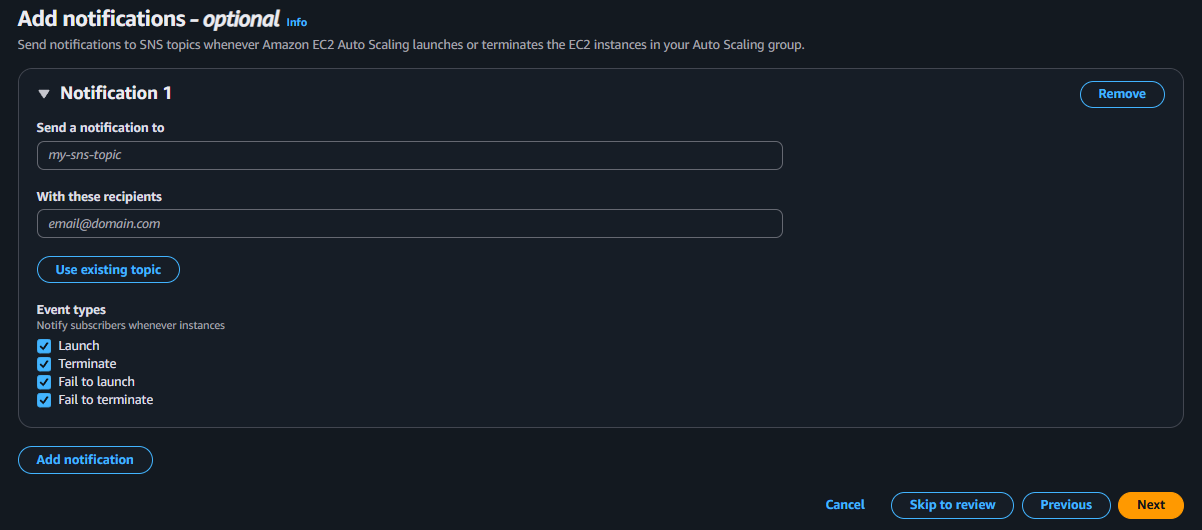 Add notifications - optional Info
Send notifications to SNS topics whenever Amazon EC2 Auto Scaling launches or terminates the EC2 instances in your Auto Scaling group.
Notification 1
Remove
Send a notification to
my-sns-topic
With these recipients
email@domain.com
Use existing topic
Event types
Notify subscribers whenever instances
Launch
Terminate
Fail to launch
Fail to terminate
Add notification
Cancel
Skip to review
Previous
Next